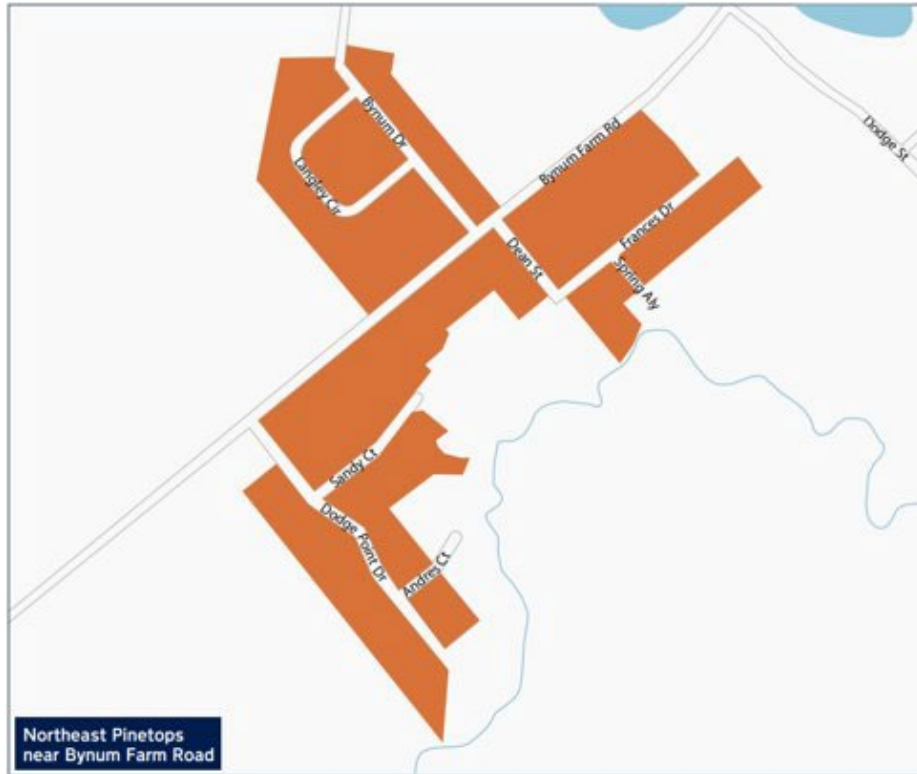 Bynum Dr
Langley Cir
Bynum Farm Rd
Dodge St
Frances Dr
Dean St
Spring Aly
Sandy Ct
Dodge Point Dr
Andres Ct
Northeast Pinetops
near Bynum Farm Road